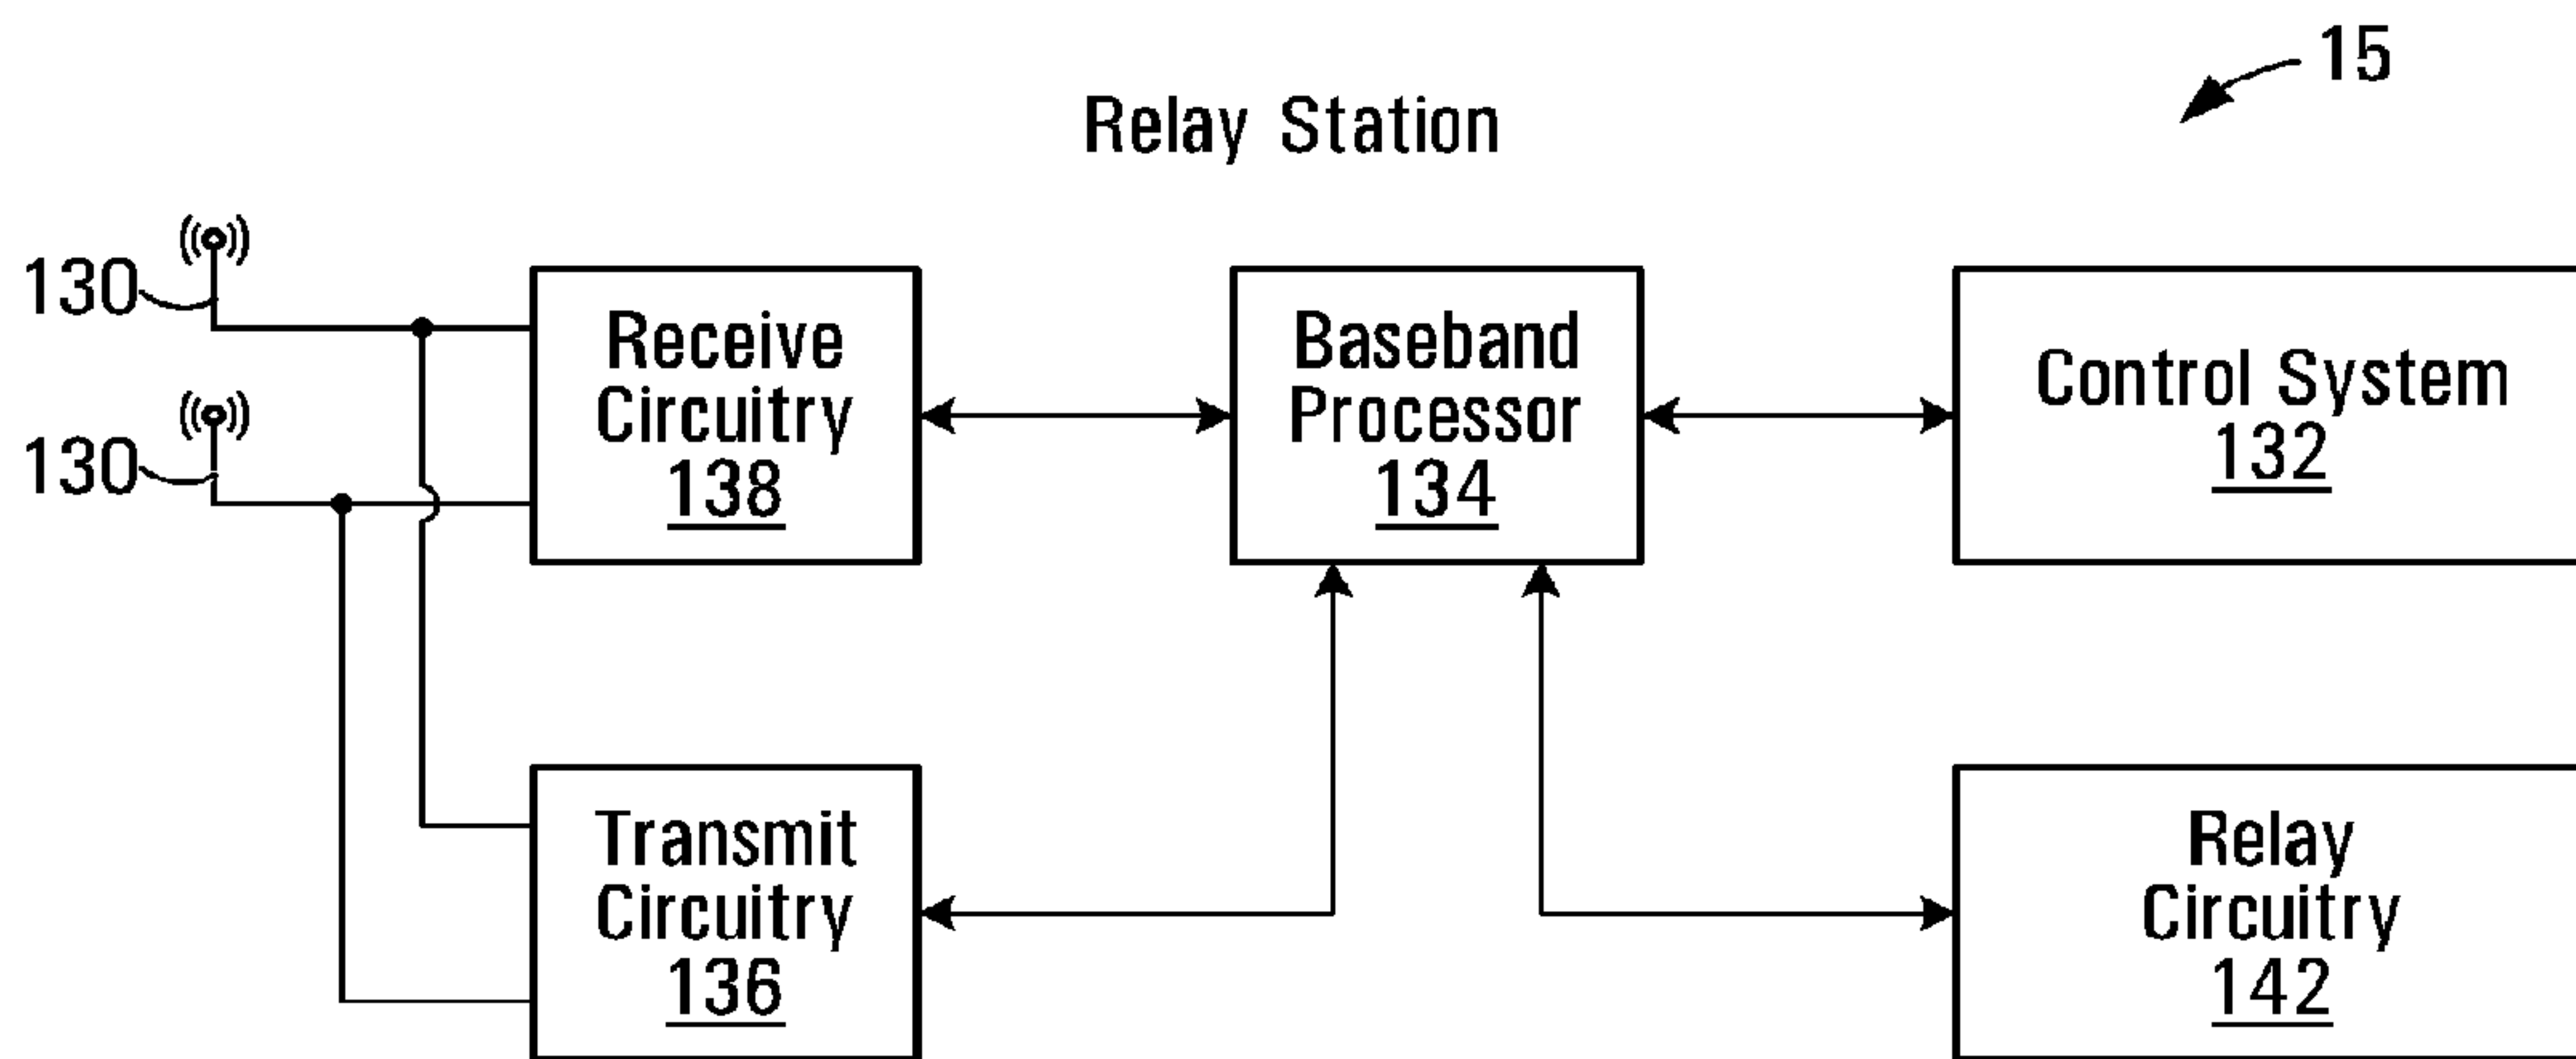 15
Relay Station
130
130
Receive
Circuitry
138
Baseband
Processor
134
Control System
132
Transmit
Circuitry
136
Relay
Circuitry
142